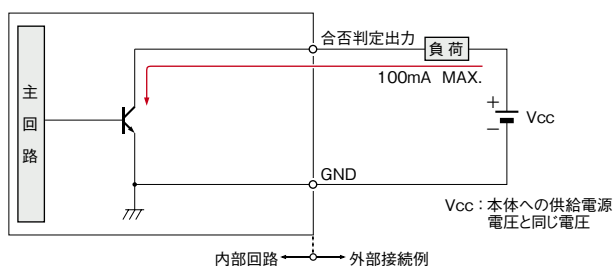 主回路
合否判定出力
負荷
100mA MAX.
+
−
Vcc
GND
Vcc：本体への供給電源
電圧と同じ電圧
内部回路
外部接続例